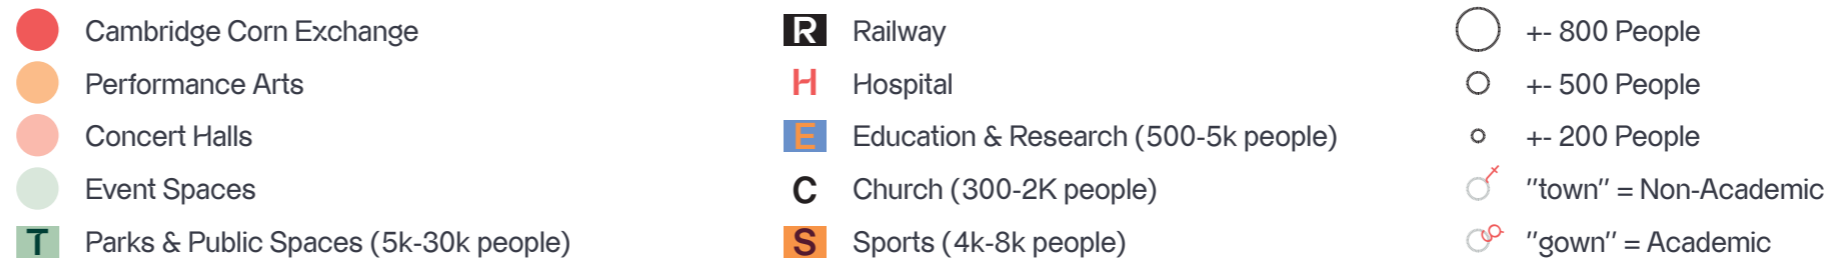 Cambridge Corn Exchange
Performance Arts
Concert Halls
Event Spaces
T Parks & Public Spaces (5k-30k people)
R Railway
H Hospital
E Education & Research (500-5k people)
C Church (300-2K people)
S Sports (4k-8k people)
+- 800 People
+- 500 People
+- 200 People
"town" = Non-Academic
"gown" = Academic